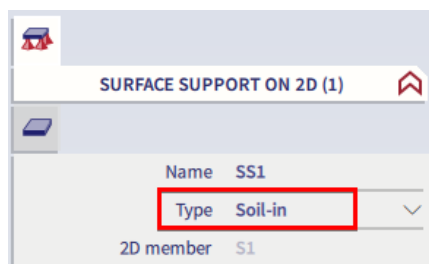 SURFACE SUPPORT ON 2D (1)
Name SS1
Type Soil-in
2D member S1